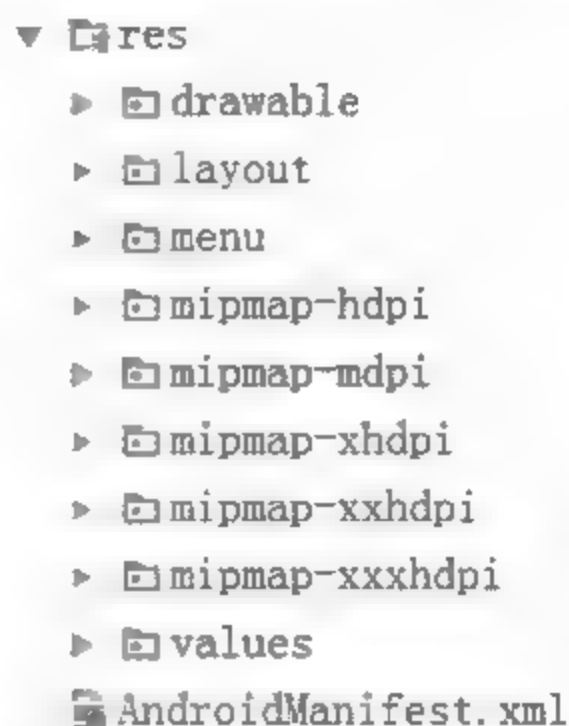 res
drawable
layout
menu
mipmap-hdpi
mipmap-mdpi
mipmap-xhdpi
mipmap-xxhdpi
mipmap-xxxhdpi
values
AndroidManifest.xml